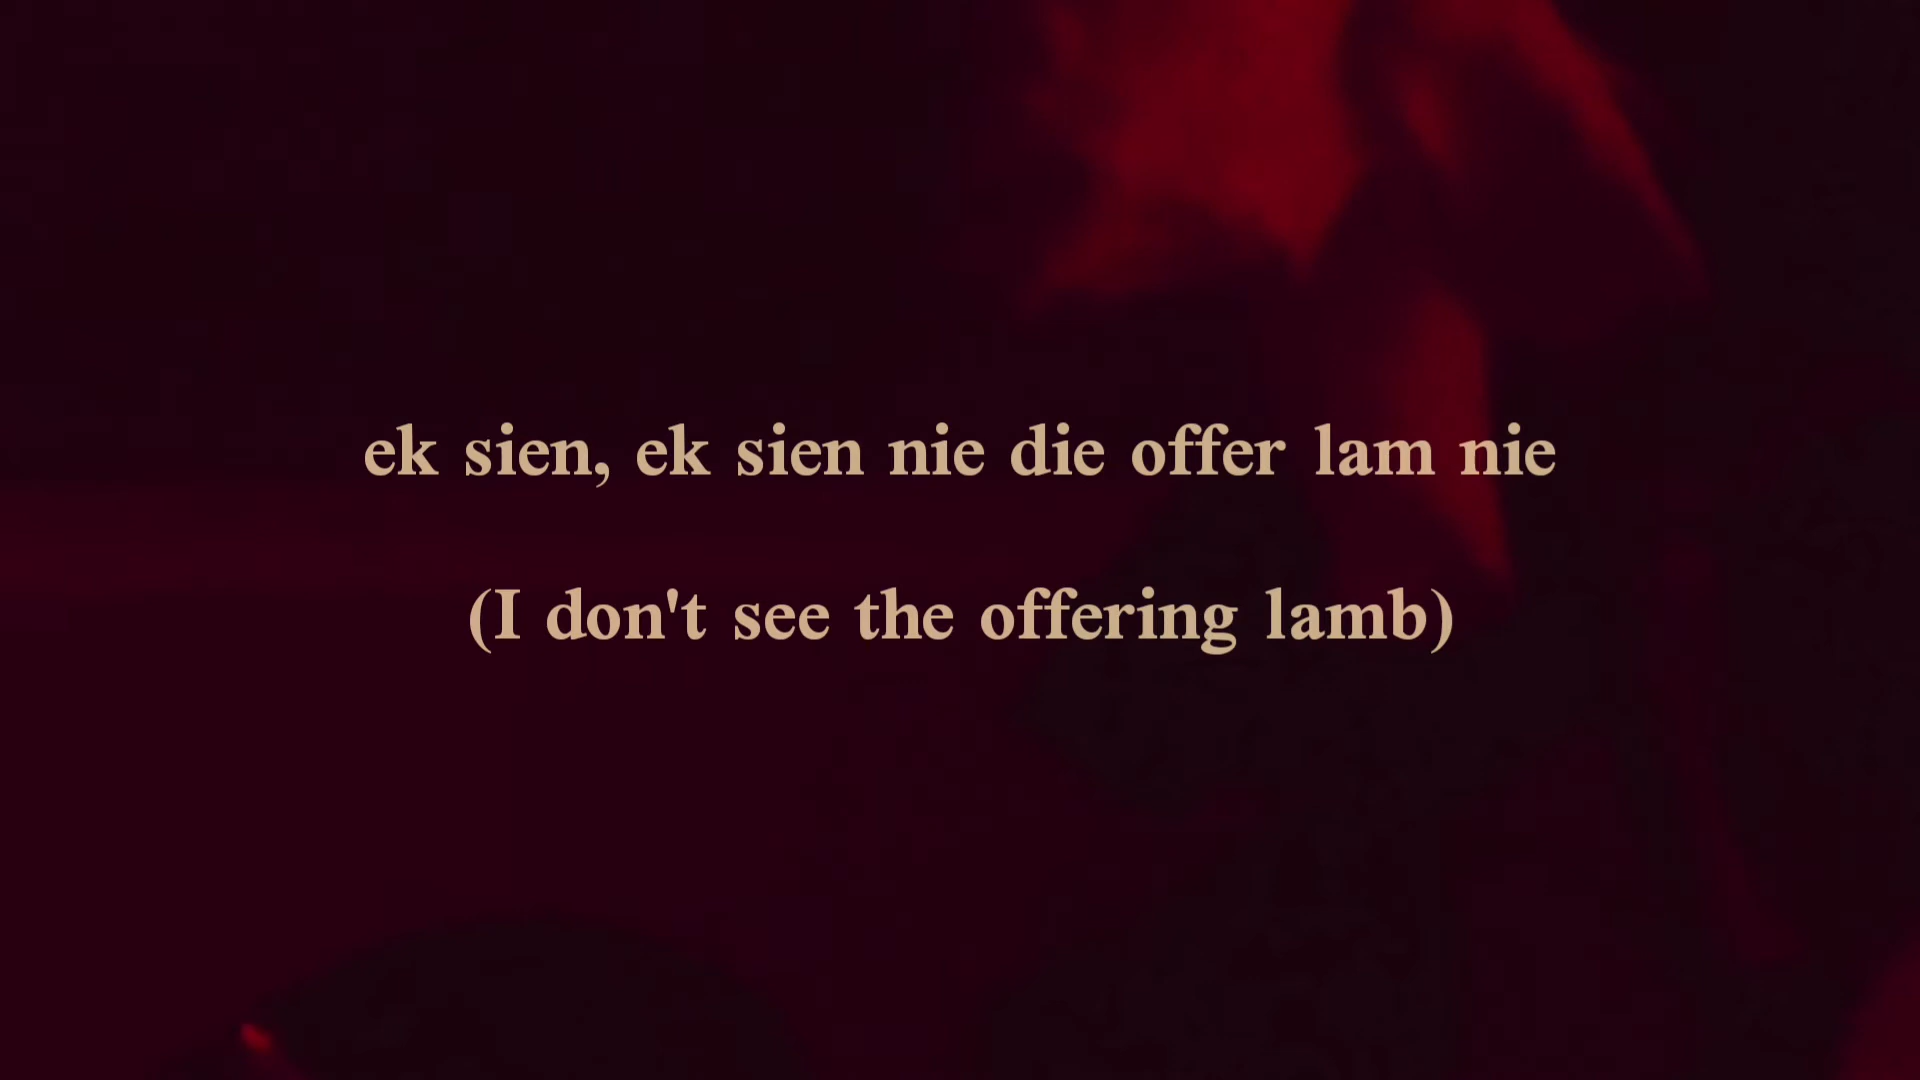 ek sien, ek sien nie die offer lam nie
(I don't see the offering lamb)